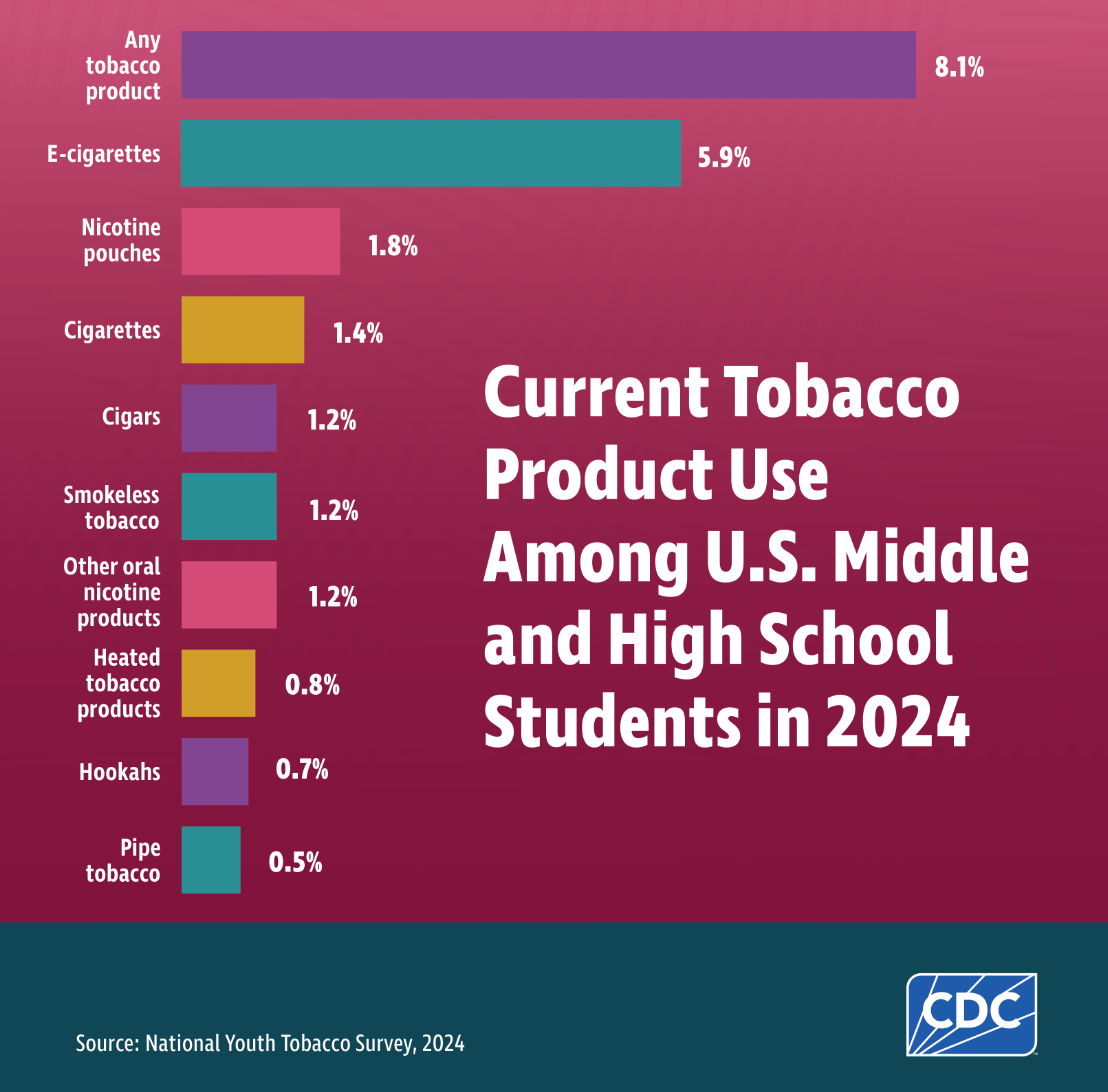 Any
tobacco
product
8.1%
E-cigarettes
5.9%
Nicotine
pouches
1.8%
Cigarettes
1.4%
Cigars
1.2%
Smokeless
tobacco
1.2%
Other oral
nicotine
products
1.2%
Heated
tobacco
products
0.8%
Hookahs
0.7%
Pipe
tobacco
0.5%
Current Tobacco
Product Use
Among U.S. Middle
and High School
Students in 2024
Source: National Youth Tobacco Survey, 2024
CDC